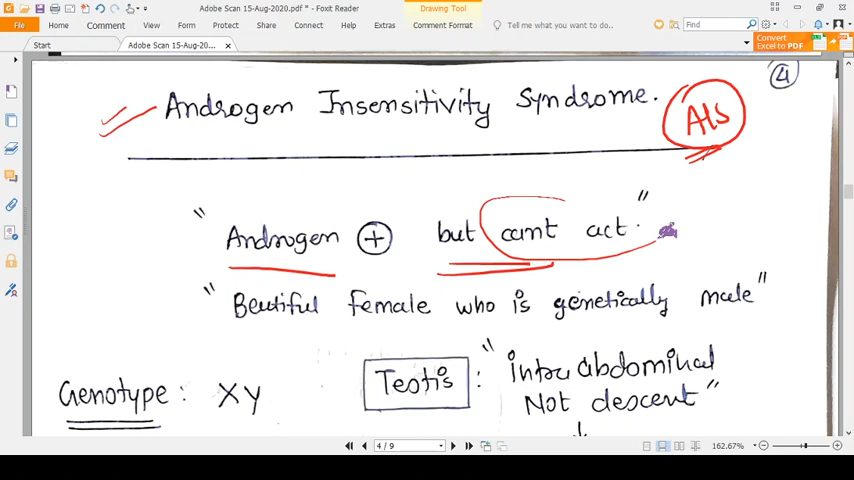 Adobe Scan 15-Aug-2020.pdf * - Foxit Reader
Drawing Tool
File
Home
Comment
View
Form
Protect
Share
Connect
Help
Extras
Comment Format
Tell me what you want to do...
Find
Start
Adobe Scan 15-Aug-2020....
Convert
Excel to PDF
4
Androgen Insensitivity Syndrome.
AIS
" Androgen + but can't act. "
" Beutiful female who is genetically male "
Genotype: XY
Testis : " Intra abdominal
Not descent "
4 / 9
162.67%